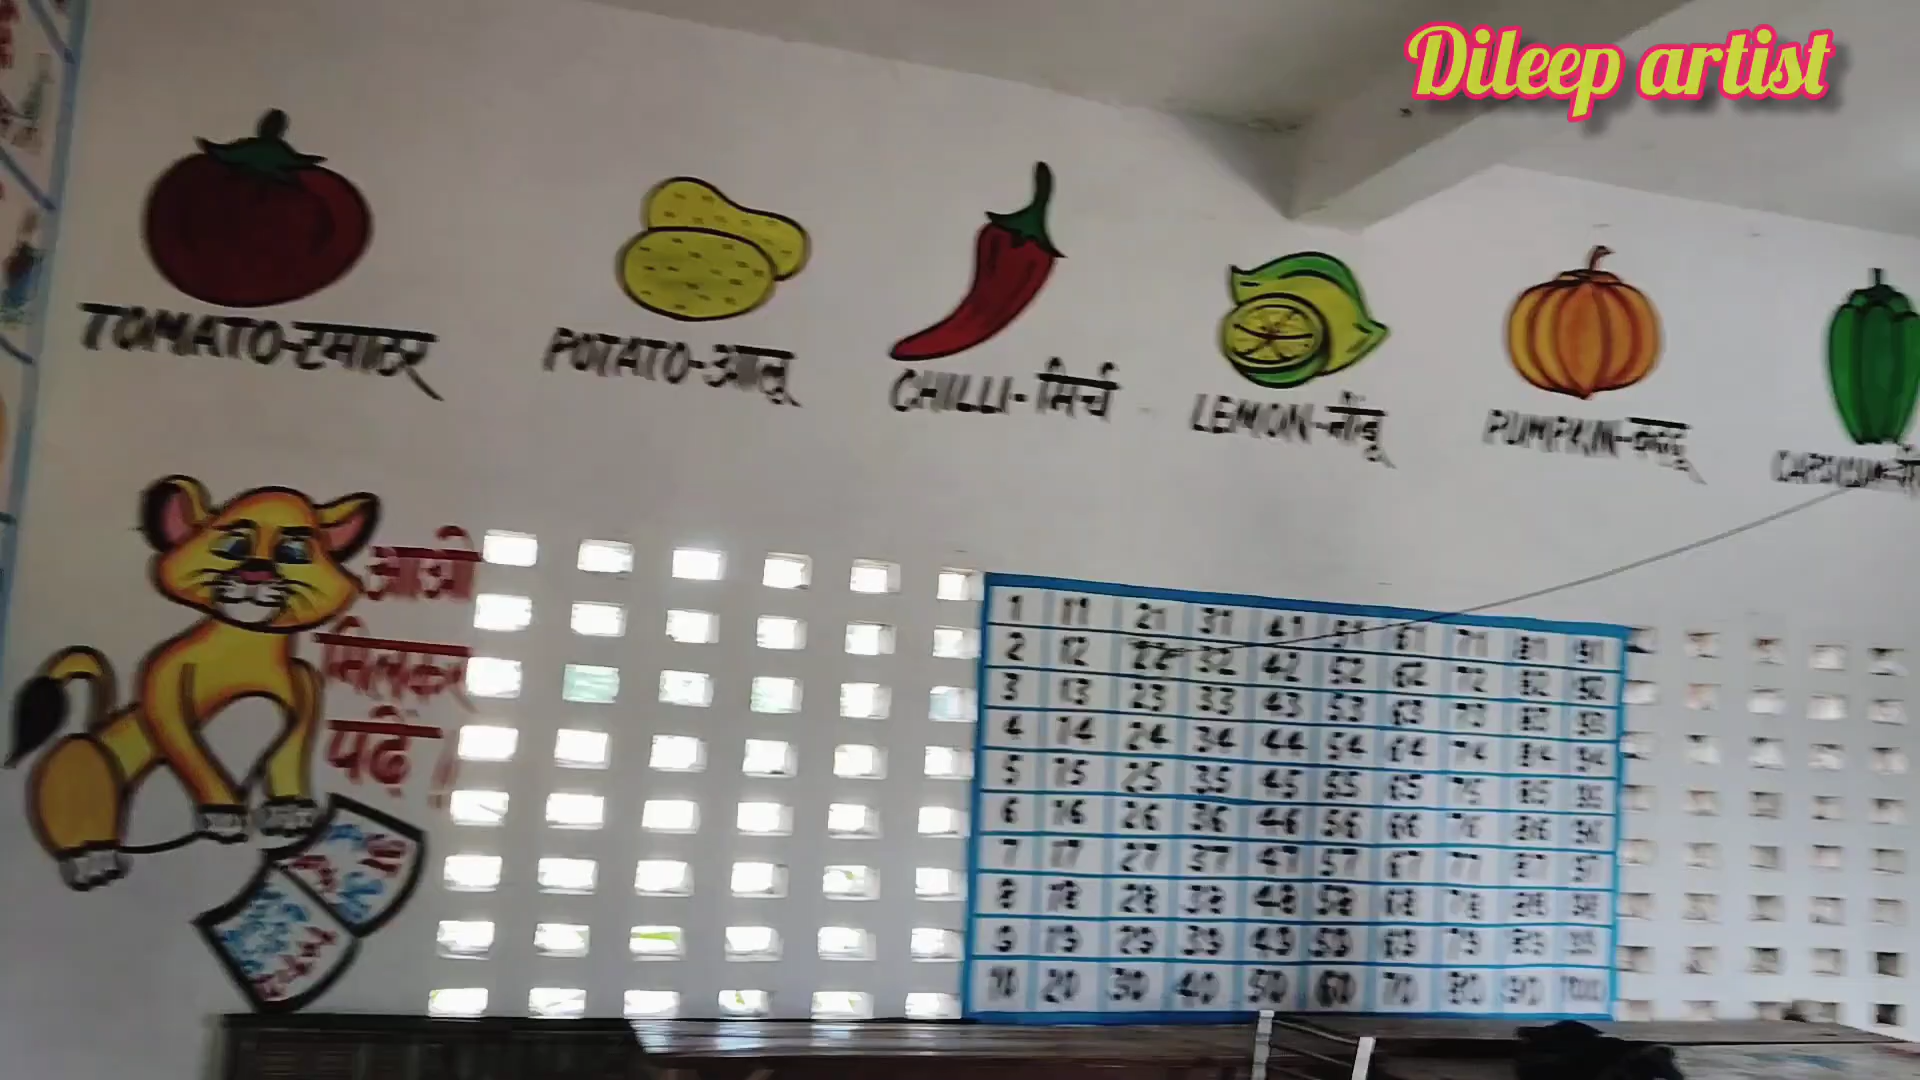 Dileep artist
TOMATO-टमाटर
POTATO-आलू
CHILLI-मिर्च
LEMON-नींबू
PUMPKIN-कद्दू
CAPSICUM
आओ
मिलकर
पढ़ें।
1 11 21 31 41 51 61 71 81 91
2 12 22 32 42 52 62 72 82 92
3 13 23 33 43 53 63 73 83 93
4 14 24 34 44 54 64 74 84 94
5 15 25 35 45 55 65 75 85 95
6 16 26 36 46 56 66 76 86 96
7 17 27 37 47 57 67 77 87 97
8 18 28 38 48 58 68 78 88 98
9 19 29 39 49 59 69 79 89 99
10 20 30 40 50 60 70 80 90 100